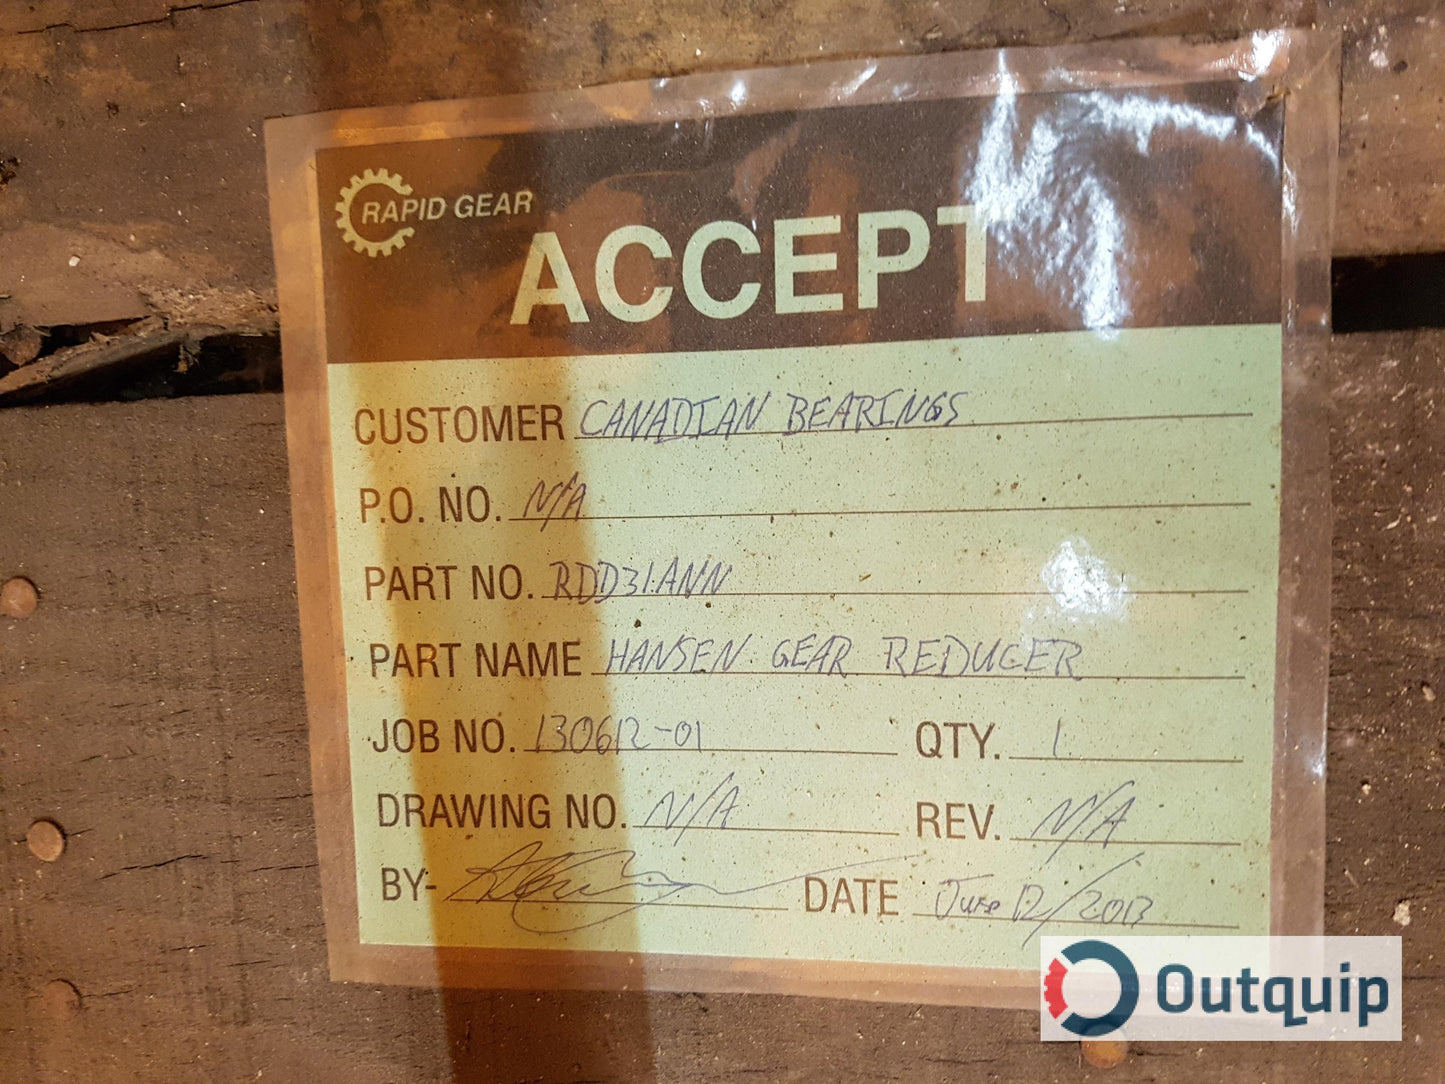 RAPID GEAR
ACCEPT
CUSTOMER CANADIAN BEARINGS
P.O. NO. N/A
PART NO. RDD31ANN
PART NAME HANSEN GEAR REDUCER
JOB NO. 130612-01 QTY. 1
DRAWING NO. N/A REV. N/A
BY-
DATE June 12/2013
Outquip